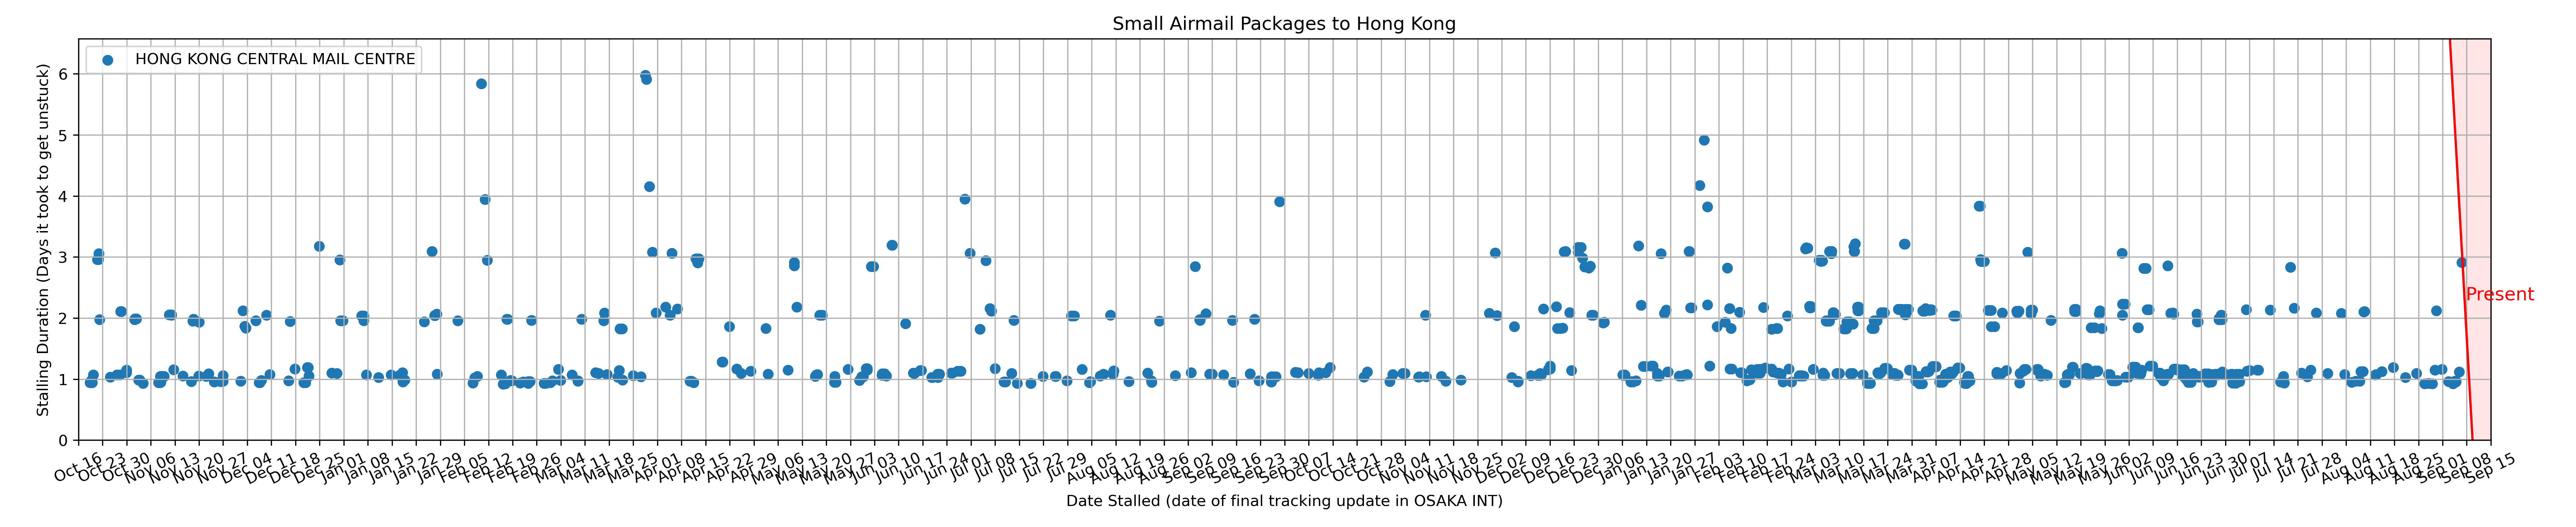 Small Airmail Packages to Hong Kong
HONG KONG CENTRAL MAIL CENTRE
Stalling Duration (Days it took to get unstuck)
6
5
4
3
2
1
0
Present
Oct 16 Oct 23 Oct 30 Nov 06 Nov 13 Nov 20 Nov 27 Dec 04 Dec 11 Dec 18 Dec 25 Jan 01 Jan 08 Jan 15 Jan 22 Jan 29 Feb 05 Feb 12 Feb 19 Feb 26 Mar 04 Mar 11 Mar 18 Mar 25 Apr 01 Apr 08 Apr 15 Apr 22 Apr 29 May 06 May 13 May 20 May 27 Jun 03 Jun 10 Jun 17 Jun 24 Jul 01 Jul 08 Jul 15 Jul 22 Jul 29 Aug 05 Aug 12 Aug 19 Aug 26 Sep 02 Sep 09 Sep 16 Sep 23 Sep 30 Oct 07 Oct 14 Oct 21 Oct 28 Nov 04 Nov 11 Nov 18 Nov 25 Dec 02 Dec 09 Dec 16 Dec 23 Dec 30 Jan 06 Jan 13 Jan 20 Jan 27 Feb 03 Feb 10 Feb 17 Feb 24 Mar 03 Mar 10 Mar 17 Mar 24 Mar 31 Apr 07 Apr 14 Apr 21 Apr 28 May 05 May 12 May 19 May 26 Jun 02 Jun 09 Jun 16 Jun 23 Jun 30 Jul 07 Jul 14 Jul 21 Jul 28 Aug 04 Aug 11 Aug 18 Aug 25 Sep 01 Sep 08 Sep 15
Date Stalled (date of final tracking update in OSAKA INT)